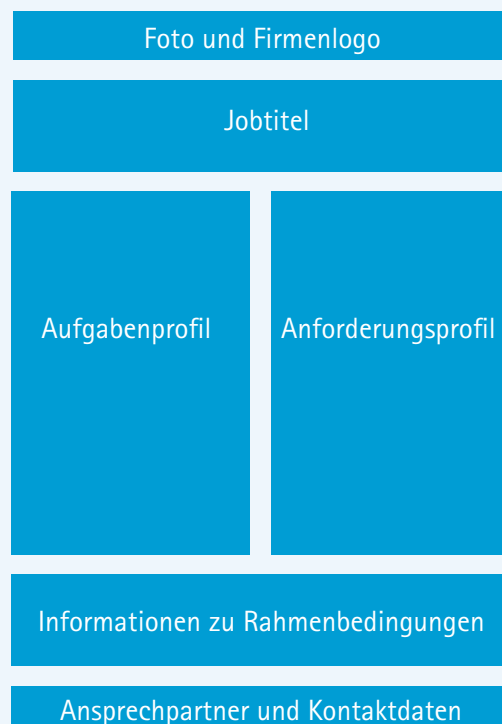 Foto und Firmenlogo
Jobtitel
Aufgabenprofil
Anforderungsprofil
Informationen zu Rahmenbedingungen
Ansprechpartner und Kontaktdaten